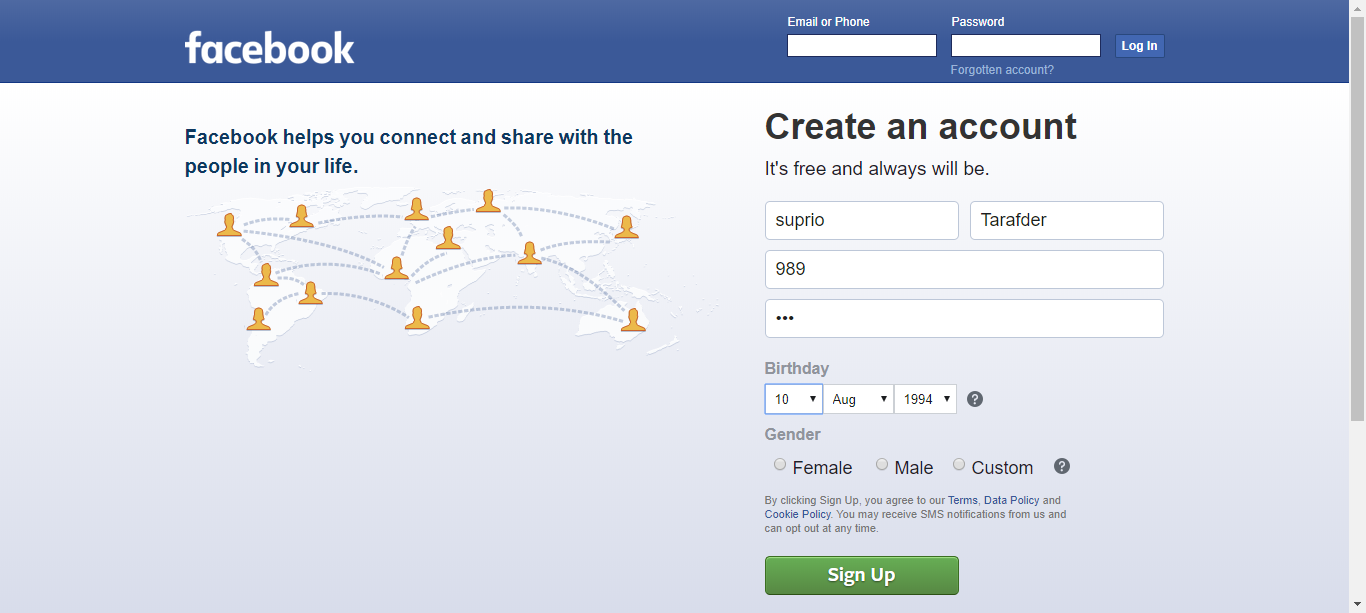 facebook
Email or Phone
Password
Log In
Forgotten account?
Facebook helps you connect and share with the
people in your life.
Create an account
It's free and always will be.
suprio
Tarafder
989
•••
Birthday
10 Aug 1994
?
Gender
Female Male Custom
?
By clicking Sign Up, you agree to our Terms, Data Policy and
Cookie Policy. You may receive SMS notifications from us and
can opt out at any time.
Sign Up